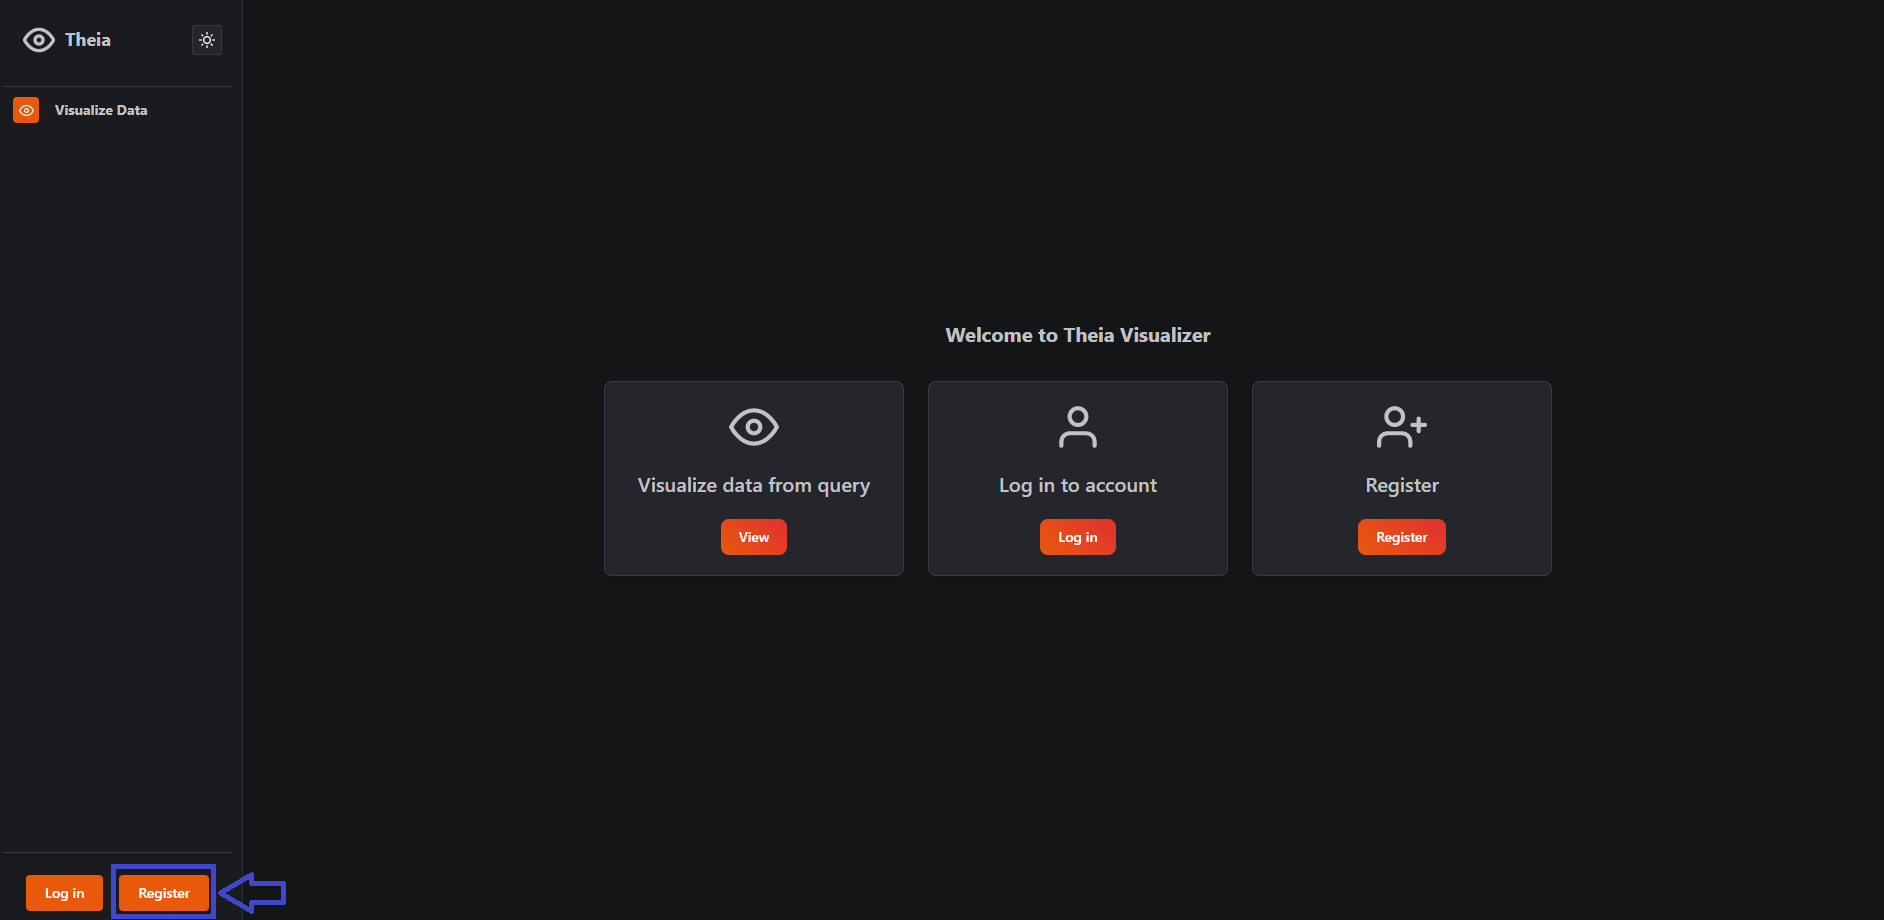 Theia
Visualize Data
Welcome to Theia Visualizer
Visualize data from query
View
Log in to account
Log in
Register
Register
Log in
Register